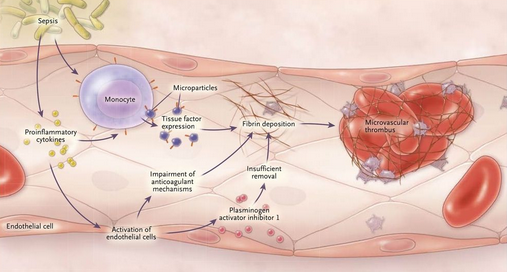 Sepsis
Monocyte
Microparticles
Tissue factor
expression
Proinflammatory
cytokines
Fibrin deposition
Microvascular
thrombus
Impairment of
anticoagulant
mechanisms
Insufficient
removal
Plasminogen
activator inhibitor 1
Endothelial cell
Activation of
endothelial cells